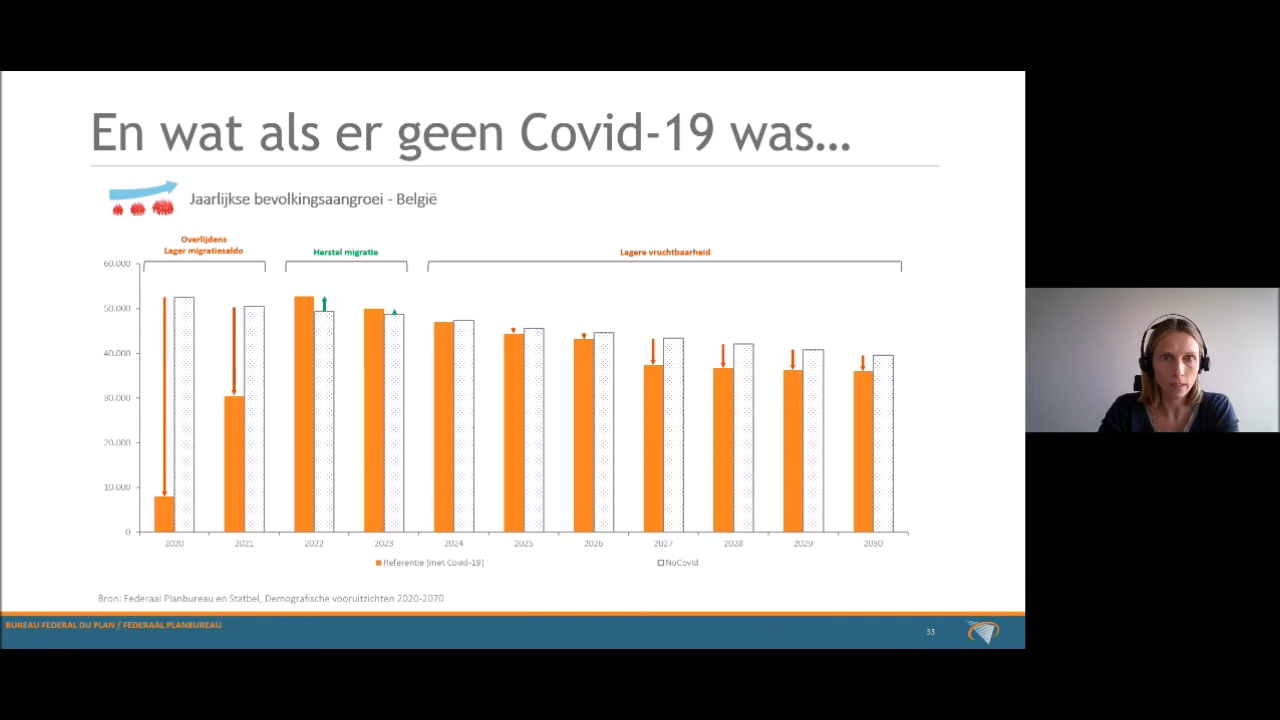 En wat als er geen Covid-19 was...
Jaarlijkse bevolkingsaangroei - België
Overlijdens
Lager migratiesaldo
Herstel migratie
Lagere vruchtbaarheid
60.000
50.000
40.000
30.000
20.000
10.000
0
2020 2021 2022 2023 2024 2025 2026 2027 2028 2029 2030
Referentie (met Covid-19) NoCovid
Bron: Federaal Planbureau en Statbel, Demografische vooruitzichten 2020-2070
BUREAU FEDERAL DU PLAN / FEDERAAL PLANBUREAU
33